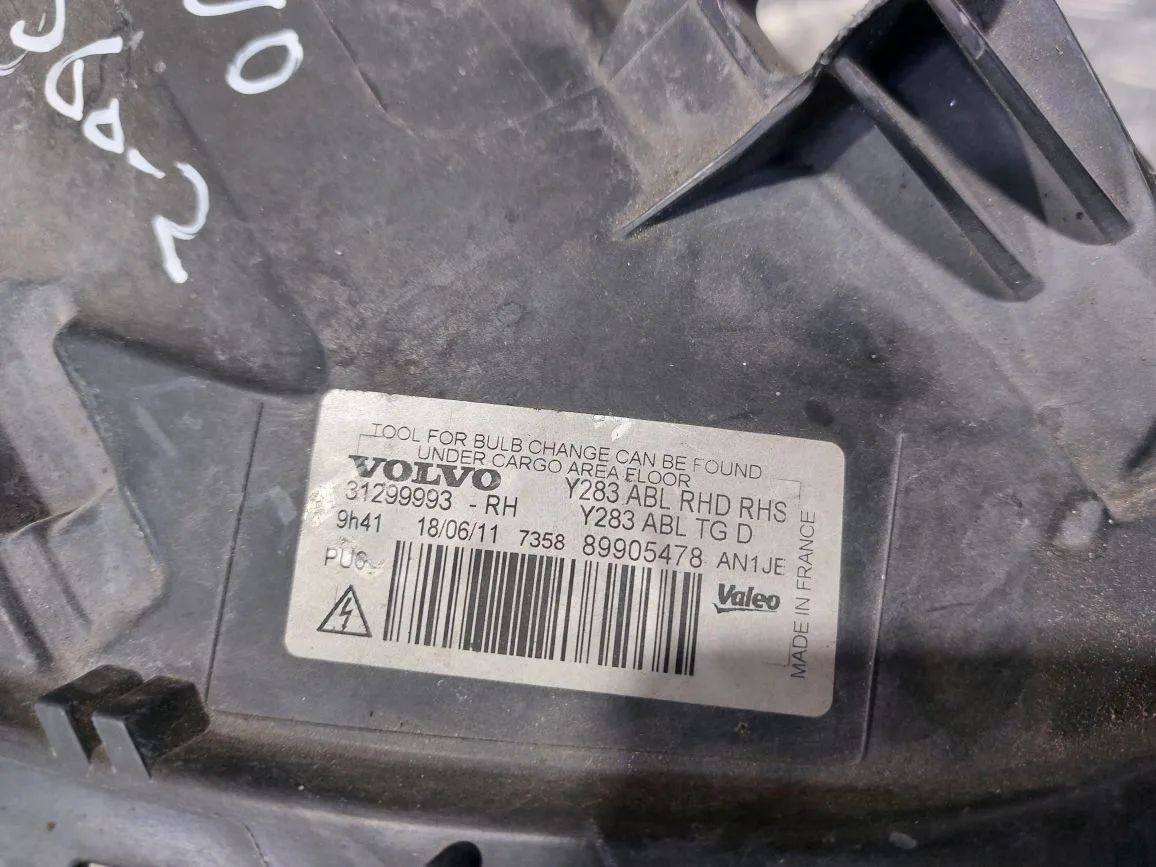 TOOL FOR BULB CHANGE CAN BE FOUND
UNDER CARGO AREA FLOOR
VOLVO
31299993 - RH
Y283 ABL RHD RHS
Y283 ABL TG D
9h41 18/06/11 7358 89905478 AN1JE
Valeo
MADE IN FRANCE